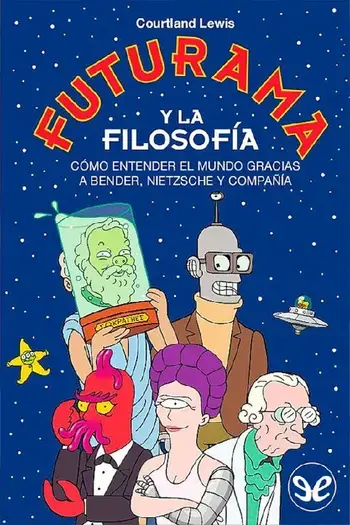 Courtland Lewis
FUTURAMA
Y LA
FILOSOFÍA
CÓMO ENTENDER EL MUNDO GRACIAS
A BENDER, NIETZSCHE Y COMPAÑÍA